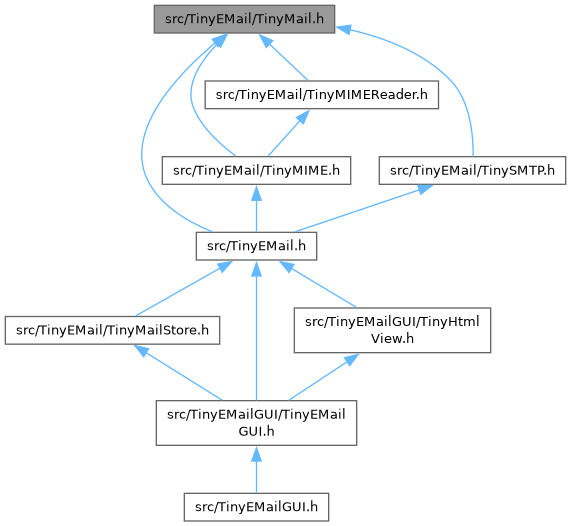 src/TinyEMail/TinyMail.h
src/TinyEMail/TinyMIMEReader.h
src/TinyEMail/TinyMIME.h
src/TinyEMail/TinySMTP.h
src/TinyEMail.h
src/TinyEMail/TinyMailStore.h
src/TinyEMailGUI/TinyHtml
View.h
src/TinyEMailGUI/TinyEMail
GUI.h
src/TinyEMailGUI.h